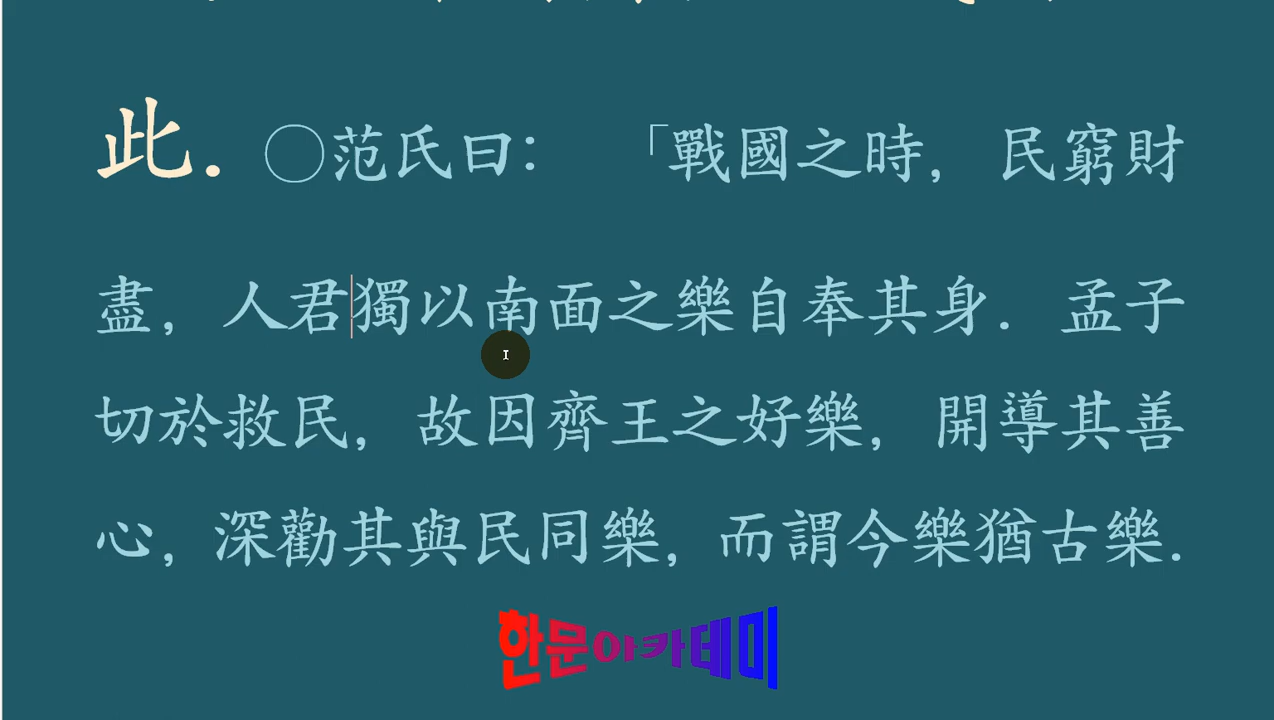 此. ○范氏曰: 「戰國之時, 民窮財
盡, 人君獨以南面之樂自奉其身. 孟子
切於救民, 故因齊王之好樂, 開導其善
心, 深勸其與民同樂, 而謂今樂猶古樂.
한문아카데미